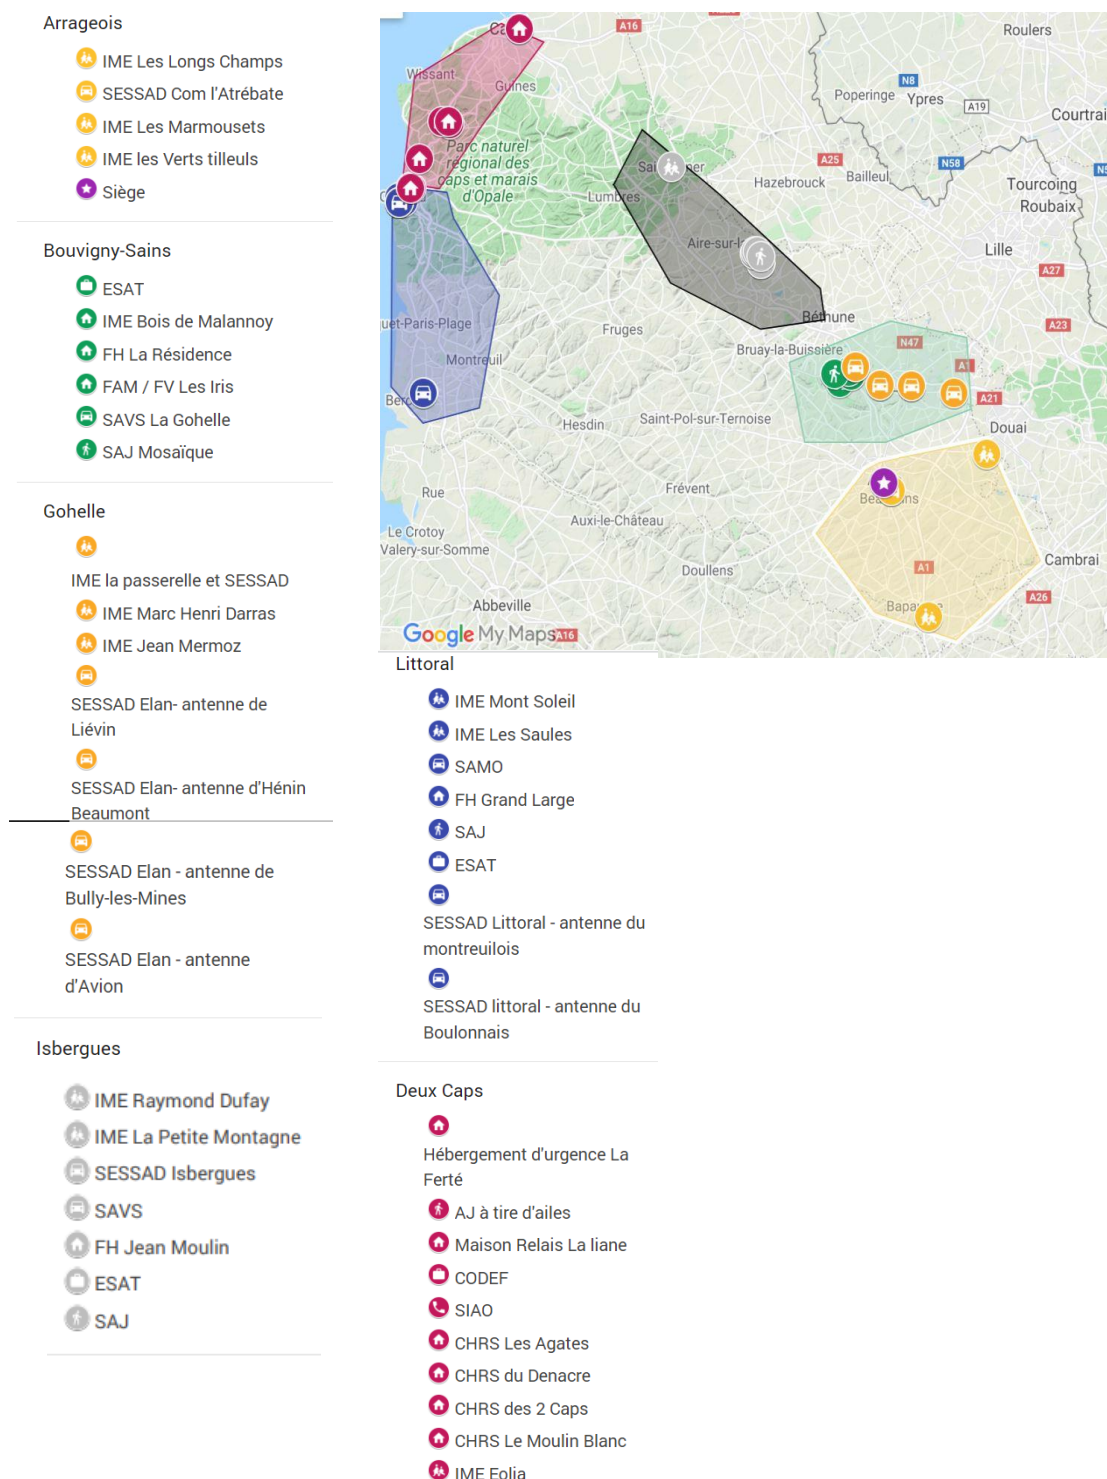 Arrageois
IME Les Longs Champs
SESSAD Com l'Atrébate
IME Les Marmousets
IME les Verts tilleuls
Siège
Bouvigny-Sains
ESAT
IME Bois de Malannoy
FH La Résidence
FAM / FV Les Iris
SAVS La Gohelle
SAJ Mosaïque
Gohelle
IME la passerelle et SESSAD
IME Marc Henri Darras
IME Jean Mermoz
SESSAD Elan- antenne de
Liévin
SESSAD Elan- antenne d'Hénin
Beaumont
SESSAD Elan - antenne de
Bully-les-Mines
SESSAD Elan - antenne
d'Avion
Isbergues
IME Raymond Dufay
IME La Petite Montagne
SESSAD Isbergues
SAVS
FH Jean Moulin
ESAT
SAJ
A16
Roulers
Wissant
Guînes
N8
Poperinge
Ypres
A19
Courtrai
Parc naturel
régional des
caps et marais
d'Opale
A25
Bailleul
N58
Hazebrouck
Tourcoing
Roubaix
Lumbres
Aire-sur-l
Lille
A27
uet-Paris-Plage
Fruges
Béthune
A23
Bruay-la-Buissière
N47
Montreuil
A1
Berc
A21
Hesdin
Saint-Pol-sur-Ternoise
Douai
Rue
Frévent
Auxi-le-Château
Le Crotoy
Valery-sur-Somme
Doullens
A1
Cambrai
A26
Abbeville
Google My Maps
A16
Littoral
IME Mont Soleil
IME Les Saules
SAMO
FH Grand Large
SAJ
ESAT
SESSAD Littoral - antenne du
montreuilois
SESSAD littoral - antenne du
Boulonnais
Deux Caps
Hébergement d'urgence La
Ferté
AJ à tire d'ailes
Maison Relais La liane
CODEF
SIAO
CHRS Les Agates
CHRS du Denacre
CHRS des 2 Caps
CHRS Le Moulin Blanc
IME Eolia